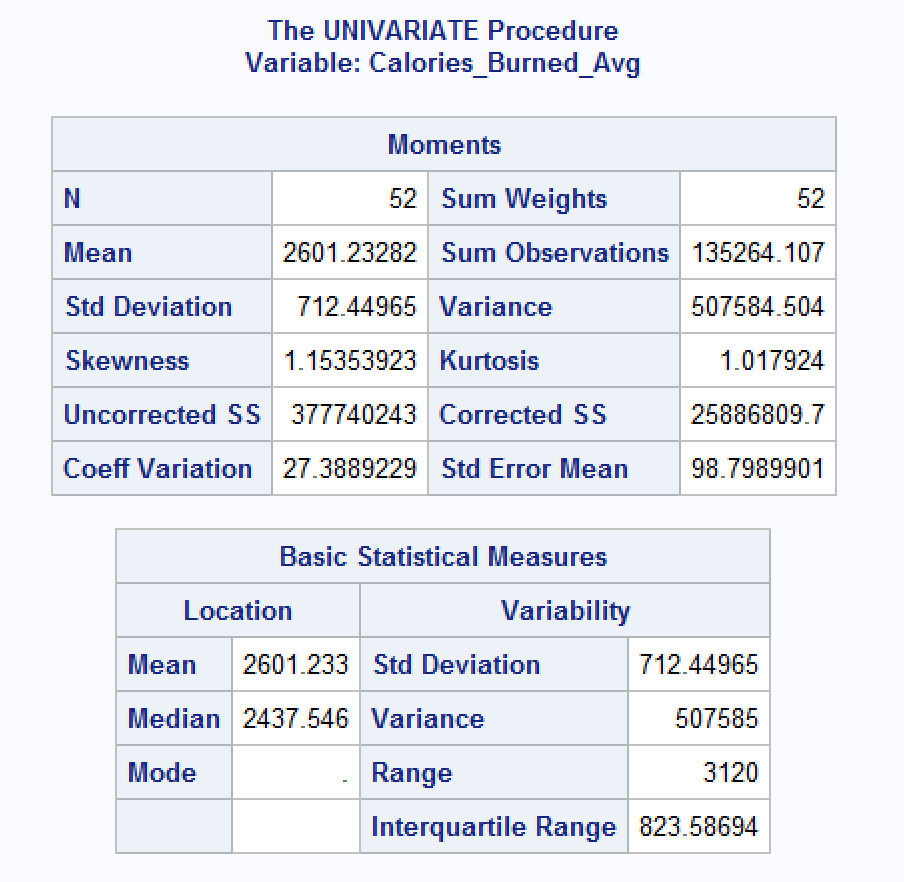 The UNIVARIATE Procedure
Variable: Calories_Burned_Avg
Moments
N 52 Sum Weights 52
Mean 2601.23282 Sum Observations 135264.107
Std Deviation 712.44965 Variance 507584.504
Skewness 1.15353923 Kurtosis 1.017924
Uncorrected SS 377740243 Corrected SS 25886809.7
Coeff Variation 27.3889229 Std Error Mean 98.7989901
Basic Statistical Measures
Location Variability
Mean 2601.233 Std Deviation 712.44965
Median 2437.546 Variance 507585
Mode . Range 3120
Interquartile Range 823.58694